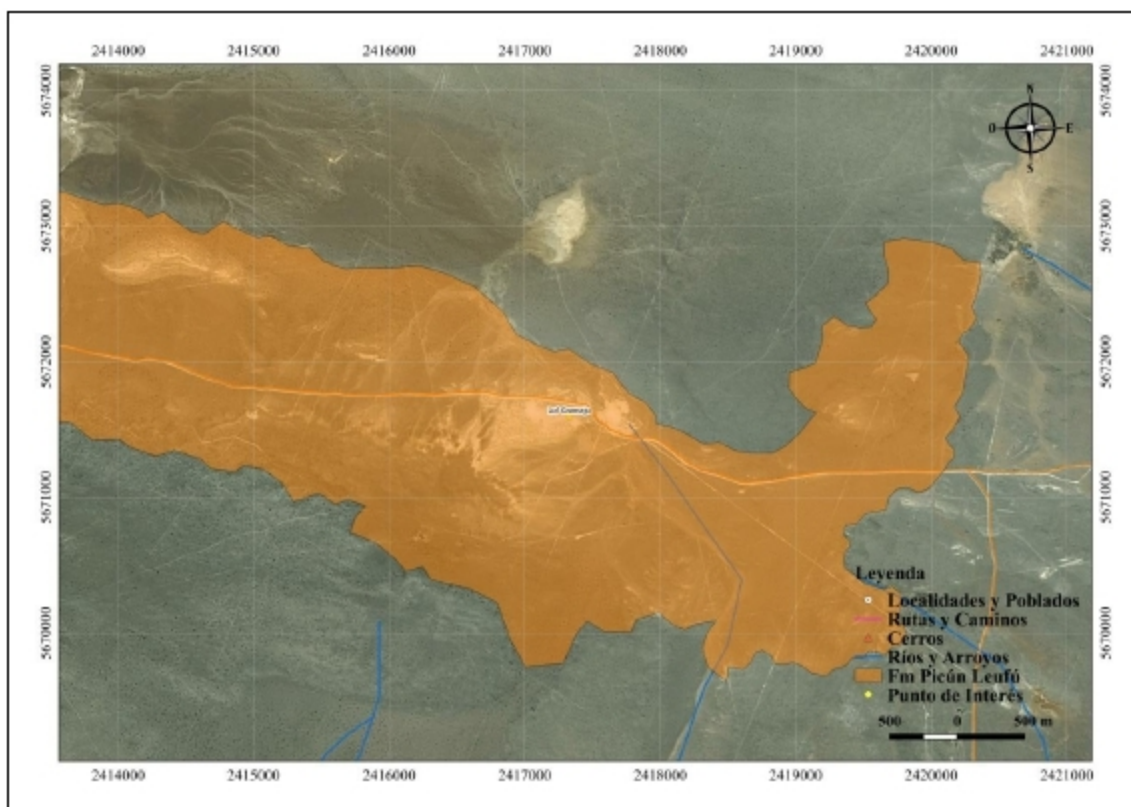 2414000 2415000 2416000 2417000 2418000 2419000 2420000 2421000
5674000 5674000
N
O E
S
5673000 5673000
5672000 5672000
5671000 5671000
Leyenda
Localidades y Poblados
Rutas y Caminos
5670000 5670000
Cerros
Ríos y Arroyos
Fm Picún Leufú
Punto de Interés
500 0 500 m
2414000 2415000 2416000 2417000 2418000 2419000 2420000 2421000